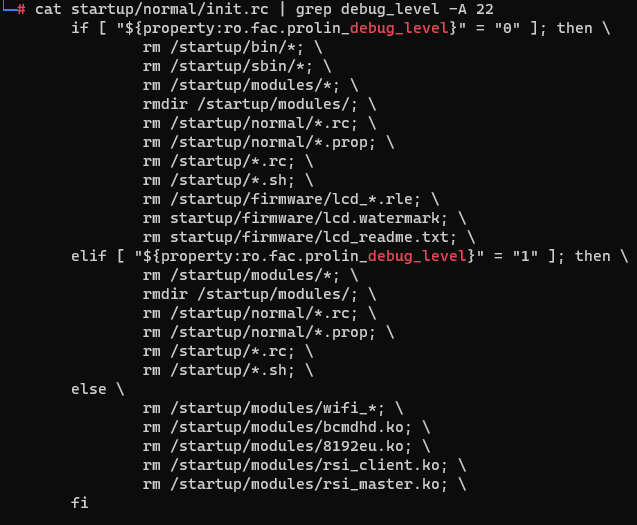 # cat startup/normal/init.rc | grep debug_level -A 22
if [ "${property:ro.fac.prolin_debug_level}" = "0" ]; then \
rm /startup/bin/*; \
rm /startup/sbin/*; \
rm /startup/modules/*; \
rmdir /startup/modules/; \
rm /startup/normal/*.rc; \
rm /startup/normal/*.prop; \
rm /startup/*.rc; \
rm /startup/*.sh; \
rm /startup/firmware/lcd_*.rle; \
rm startup/firmware/lcd.watermark; \
rm startup/firmware/lcd_readme.txt; \
elif [ "${property:ro.fac.prolin_debug_level}" = "1" ]; then \
rm /startup/modules/*; \
rmdir /startup/modules/; \
rm /startup/normal/*.rc; \
rm /startup/normal/*.prop; \
rm /startup/*.rc; \
rm /startup/*.sh; \
else \
rm /startup/modules/wifi_*; \
rm /startup/modules/bcmdhd.ko; \
rm /startup/modules/8192eu.ko; \
rm /startup/modules/rsi_client.ko; \
rm /startup/modules/rsi_master.ko; \
fi